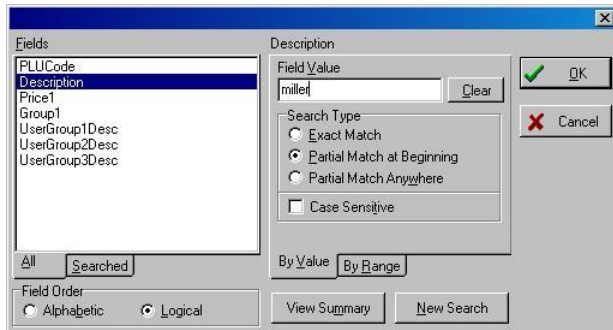 Fields
PLUCode
Description
Price1
Group1
UserGroup1Desc
UserGroup2Desc
UserGroup3Desc
All
Searched
Field Order
Alphabetic
Logical
Description
Field Value
miller
Clear
Search Type
Exact Match
Partial Match at Beginning
Partial Match Anywhere
Case Sensitive
By Value
By Range
View Summary
New Search
OK
Cancel